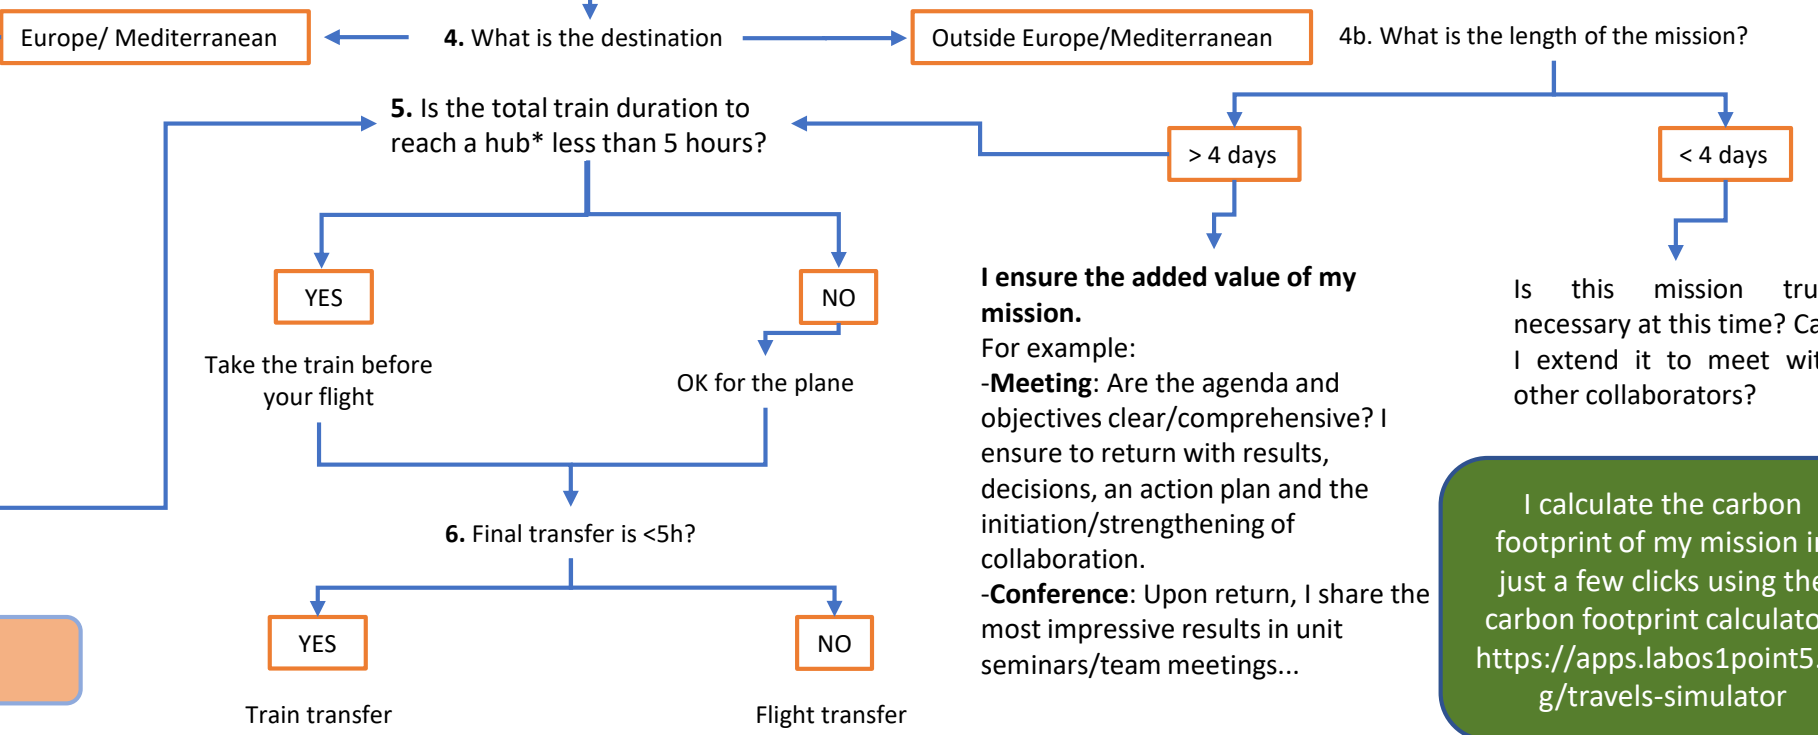 Europe/ Mediterranean
4. What is the destination
Outside Europe/Mediterranean
4b. What is the length of the mission?
5. Is the total train duration to
reach a hub* less than 5 hours?
> 4 days
< 4 days
YES
NO
Take the train before
your flight
OK for the plane
6. Final transfer is <5h?
YES
NO
Train transfer
Flight transfer
I ensure the added value of my
mission.
For example:
-Meeting: Are the agenda and
objectives clear/comprehensive? I
ensure to return with results,
decisions, an action plan and the
initiation/strengthening of
collaboration.
-Conference: Upon return, I share the
most impressive results in unit
seminars/team meetings...
Is this mission
necessary at this time?
I extend it to meet
other collaborators?
I calculate the carbon
footprint of my mission
just a few clicks using the
carbon footprint
https://apps.labos1point5.
g/travels-simulator